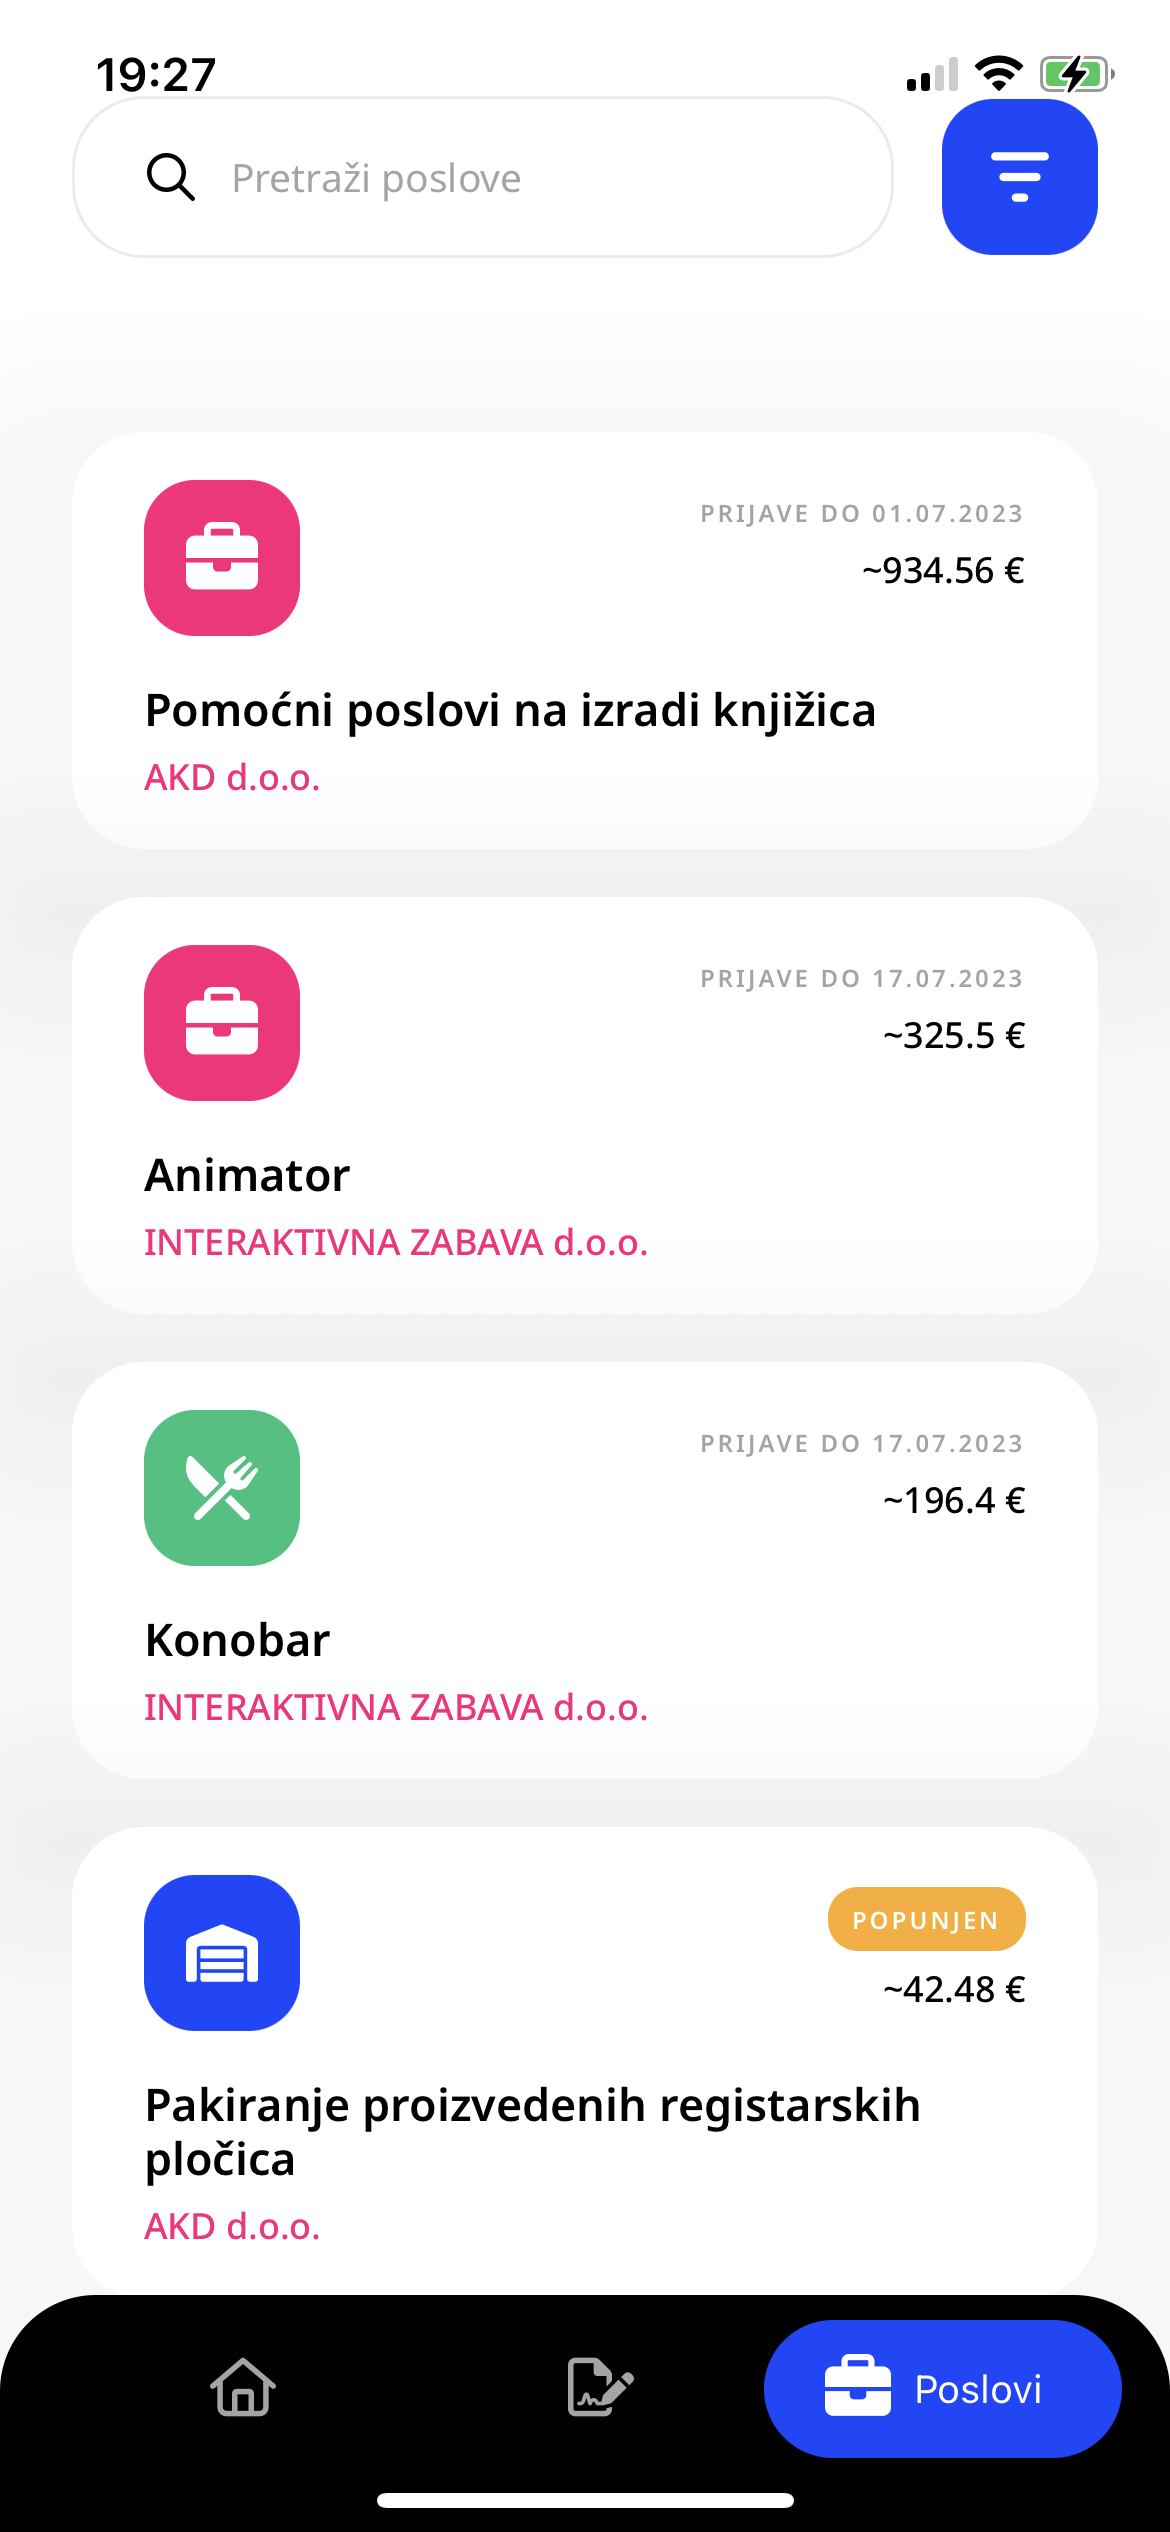 19:27
Pretraži poslove
PRIJAVE DO 01.07.2023
~934.56 €
Pomoćni poslovi na izradi knjižica
AKD d.o.o.
PRIJAVE DO 17.07.2023
~325.5 €
Animator
INTERAKTIVNA ZABAVA d.o.o.
PRIJAVE DO 17.07.2023
~196.4 €
Konobar
INTERAKTIVNA ZABAVA d.o.o.
POPUNJEN
~42.48 €
Pakiranje proizvedenih registarskih
pločica
AKD d.o.o.
Poslovi